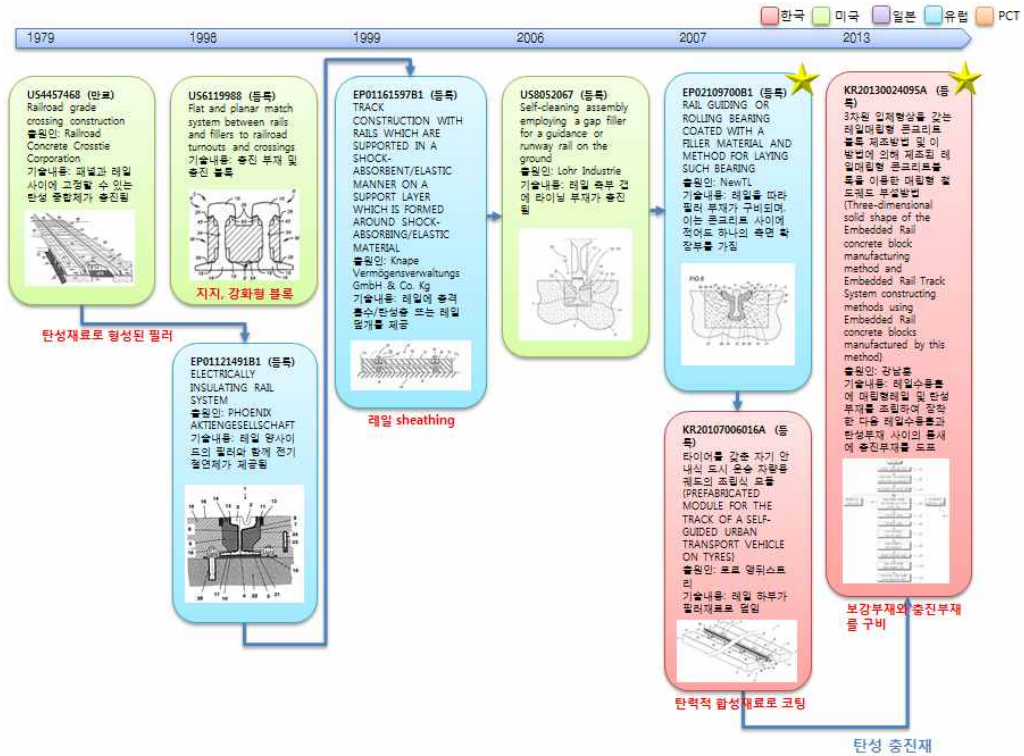 한국 미국 일본 유럽 PCT
1979 1998 1999 2006 2007 2013
US4457468 (만료)
Railroad grade
crossing construction
출원인: Railroad
Concrete Crosstie
Corporation
기술내용: 패널과 레일
사이에 고정할 수 있는
탄성 중합체가 충진됨
탄성재료로 형성된 필러
US6119988 (등록)
Flat and planar match
system between rails
and fillers to railroad
turnouts and crossings
기술내용: 충진 부재 및
충진 블록
지지, 강화형 블록
EP01121491B1 (등록)
ELECTRICALLY
INSULATING RAIL
SYSTEM
출원인: PHOENIX
AKTIENGESELLSCHAFT
기술내용: 레일 양사이
드의 필러와 함께 전기
절연체가 제공됨
EP01161597B1 (등록)
TRACK
CONSTRUCTION WITH
RAILS WHICH ARE
SUPPORTED IN A
SHOCK-
ABSORBENT/ELASTIC
MANNER ON A
SUPPORT LAYER
WHICH IS FORMED
AROUND SHOCK-
ABSORBING/ELASTIC
MATERIAL
출원인: Knape
Vermögensverwaltungs
GmbH & Co. Kg
기술내용: 레일에 충격
흡수/탄성층 또는 레일
덮개를 제공
레일 sheathing
US8052067 (등록)
Self-cleaning assembly
employing a gap filler
for a guidance or
runway rail on the
ground
출원인: Lohr Industrie
기술내용: 레일 측부 갭
에 라이닝 부재가 충진
됨
EP02109700B1 (등록)
RAIL GUIDING OR
ROLLING BEARING
COATED WITH A
FILLER MATERIAL AND
METHOD FOR LAYING
SUCH BEARING
출원인: NewTL
기술내용: 레일을 따라
필러 부재가 구비되며,
이는 콘크리트 사이에
적어도 하나의 측면 확
장부를 가짐
FIG.6
KR20107006016A (등
록)
타이어를 갖춘 자기 안
내식 도시 운송 차량용
궤도의 조립식 모듈
(PREFABRICATED
MODULE FOR THE
TRACK OF A SELF-
GUIDED URBAN
TRANSPORT VEHICLE
ON TYRES)
출원인: 로르 앵뒤스트
리
기술내용: 레일 하부가
필러재료로 덮임
탄력적 합성재료로 코팅
KR20130024095A (등
록)
3차원 입체형상을 갖는
레일매립형 콘크리트
블록 제조방법 및 이
방법에 의해 제조된 레
일매립형 콘크리트블
록을 이용한 매립형 철
도궤도 부설방법
(Three-dimensional
solid shape of the
Embedded Rail
concrete block
manufacturing
method and
Embedded Rail Track
System constructing
methods using
Embedded Rail
concrete blocks
manufactured by this
method)
출원인: 강남훈
기술내용: 레일수용홈
에 매립형레일 및 탄성
부재를 조립하여 장착
한 다음 레일수용홈과
탄성부재 사이의 틈새
에 충진부재를 도포
보강부재와 충진부재
를 구비
탄성 충진재